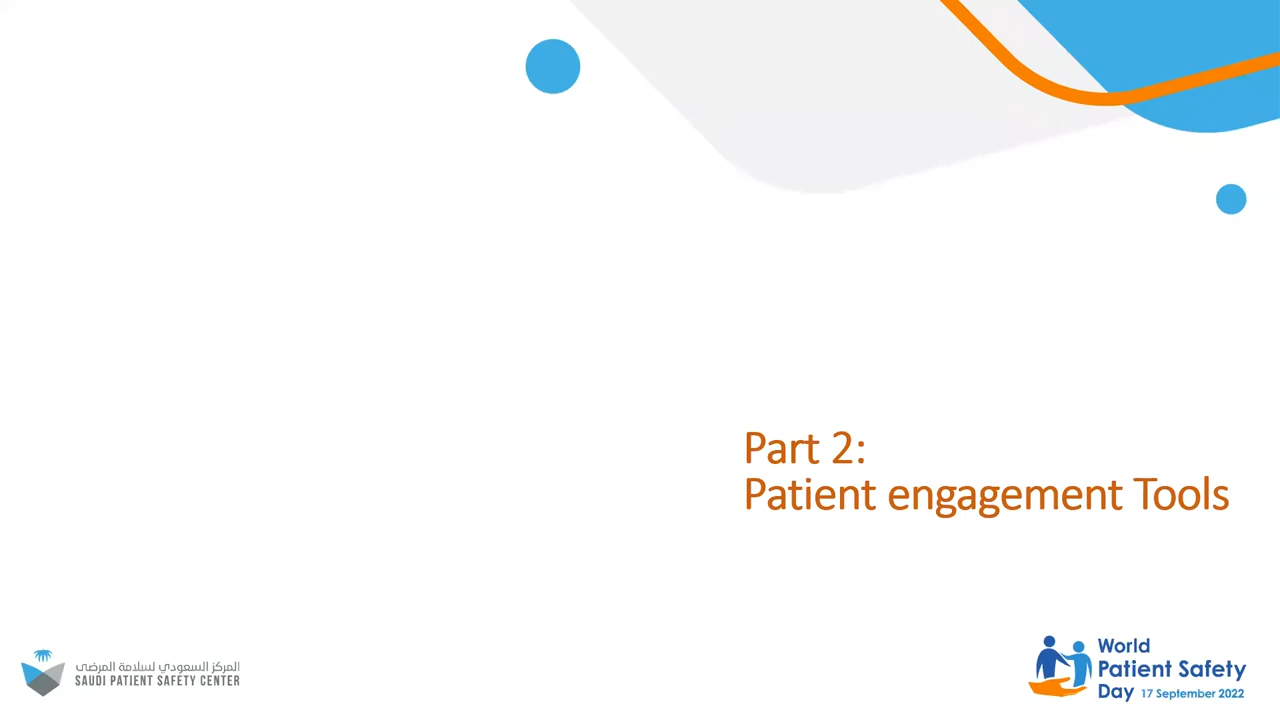 Part 2:
Patient engagement Tools
المركز السعودي لسلامة المرضى
SAUDI PATIENT SAFETY CENTER
World
Patient Safety
Day 17 September 2022